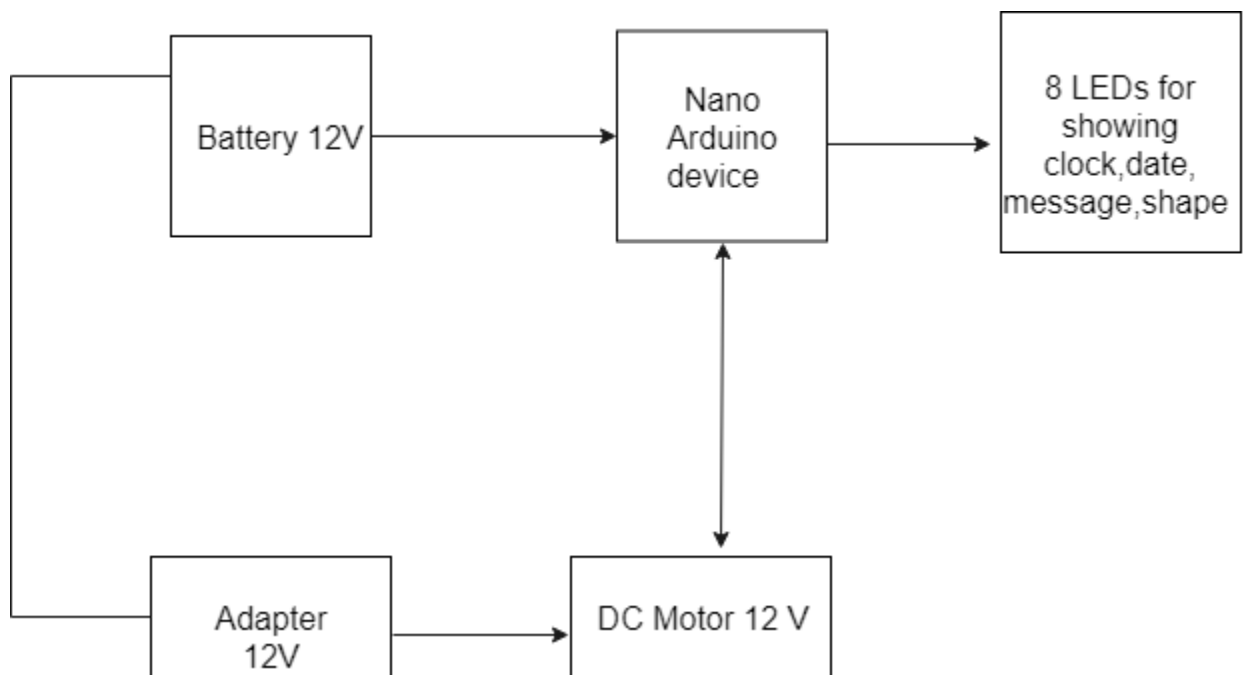 Battery 12V
Nano
Arduino
device
8 LEDs for
showing
clock,date,
message,shape
Adapter
12V
DC Motor 12 V